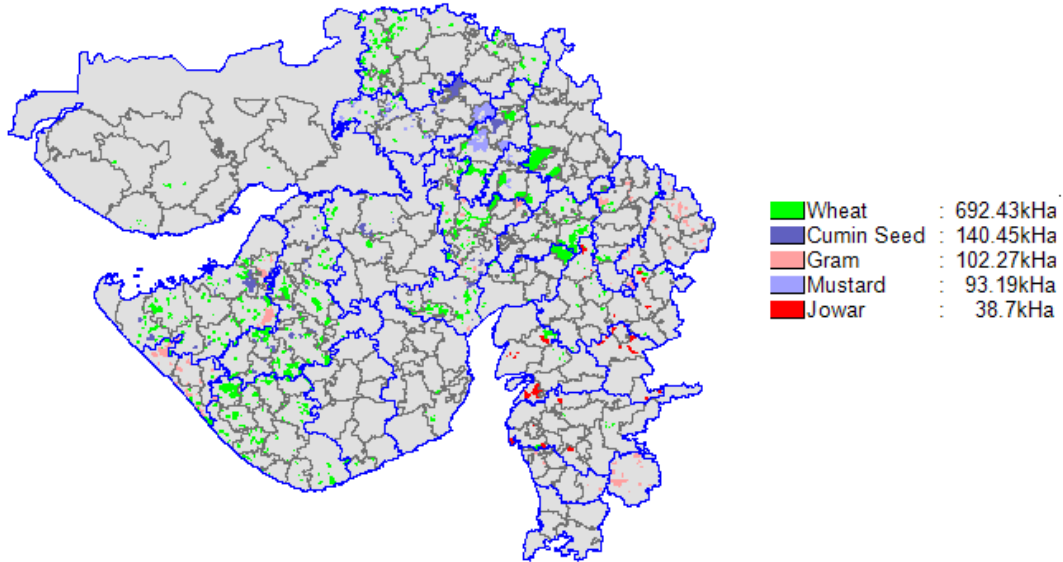 Wheat : 692.43kHa
Cumin Seed : 140.45kHa
Gram : 102.27kHa
Mustard : 93.19kHa
Jowar : 38.7kHa